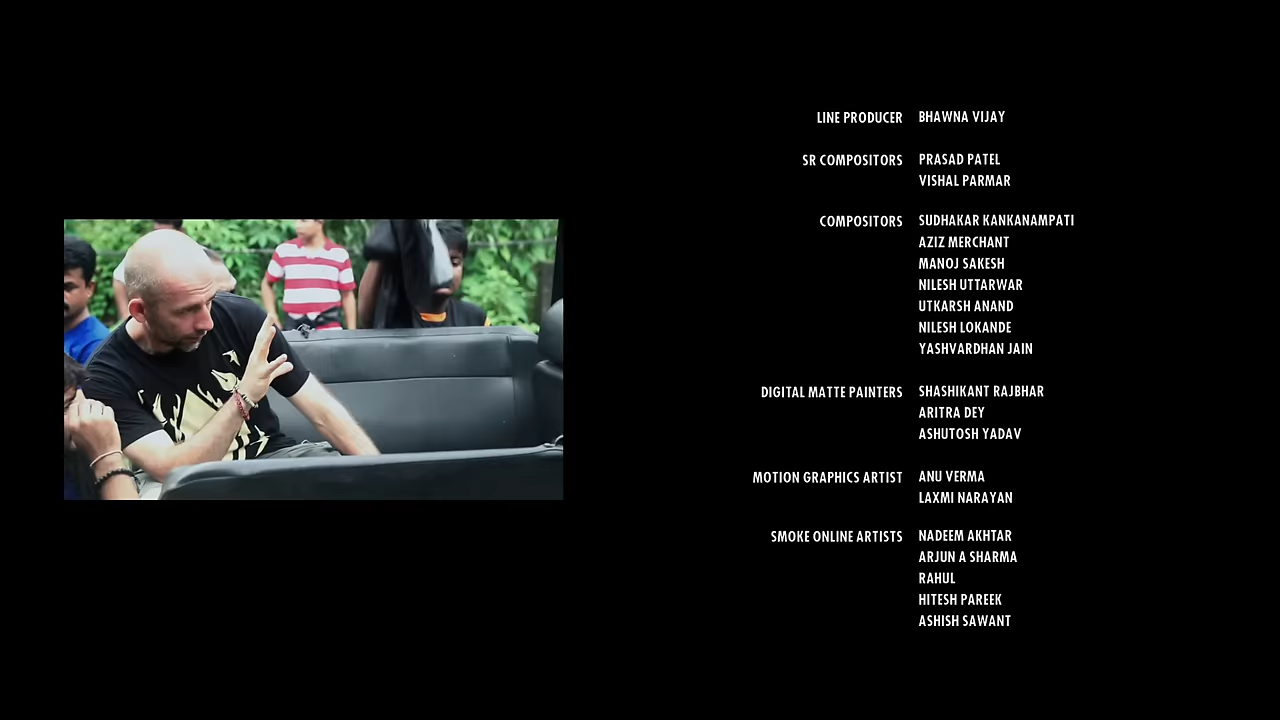 LINE PRODUCER BHAWNA VIJAY
SR COMPOSITORS PRASAD PATEL
VISHAL PARMAR
COMPOSITORS SUDHAKAR KANKANAMPATI
AZIZ MERCHANT
MANOJ SAKESH
NILESH UTTARWAR
UTKARSH ANAND
NILESH LOKANDE
YASHVARDHAN JAIN
DIGITAL MATTE PAINTERS SHASHIKANT RAJBHAR
ARITRA DEY
ASHUTOSH YADAV
MOTION GRAPHICS ARTIST ANU VERMA
LAXMI NARAYAN
SMOKE ONLINE ARTISTS NADEEM AKHTAR
ARJUN A SHARMA
RAHUL
HITESH PAREEK
ASHISH SAWANT